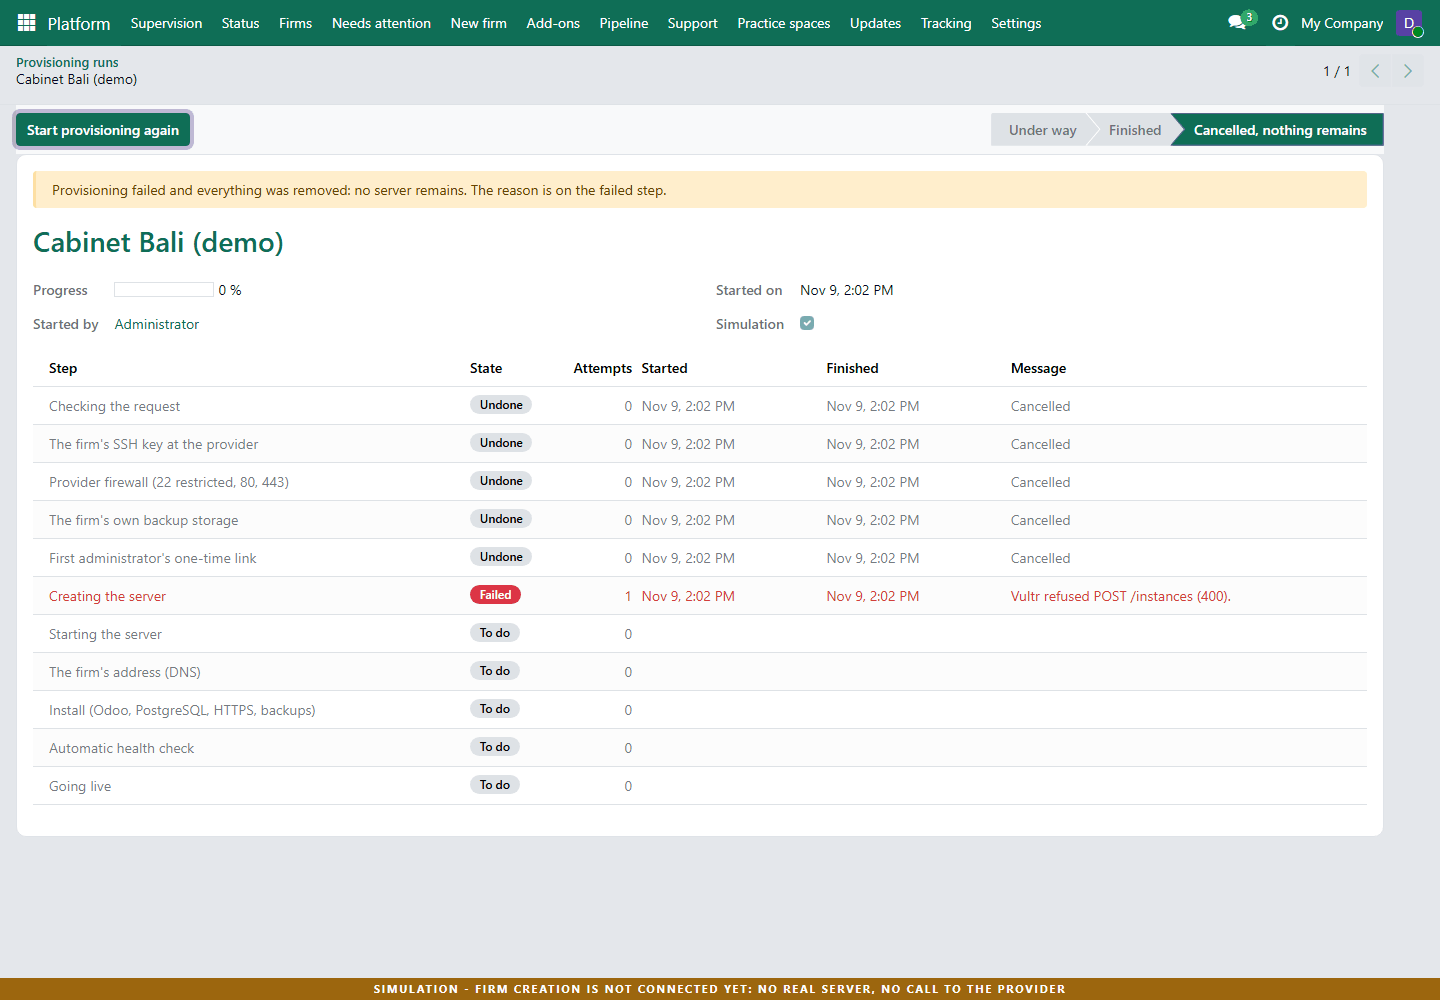 Platform Supervision Status Firms Needs attention New firm Add-ons Pipeline Support Practice spaces Updates Tracking Settings 3 My Company D
Provisioning runs
Cabinet Bali (demo)
1 / 1
Start provisioning again
Under way Finished Cancelled, nothing remains
Provisioning failed and everything was removed: no server remains. The reason is on the failed step.
Cabinet Bali (demo)
Progress 0 % Started on Nov 9, 2:02 PM
Started by Administrator Simulation
Step State Attempts Started Finished Message
Checking the request Undone 0 Nov 9, 2:02 PM Nov 9, 2:02 PM Cancelled
The firm's SSH key at the provider Undone 0 Nov 9, 2:02 PM Nov 9, 2:02 PM Cancelled
Provider firewall (22 restricted, 80, 443) Undone 0 Nov 9, 2:02 PM Nov 9, 2:02 PM Cancelled
The firm's own backup storage Undone 0 Nov 9, 2:02 PM Nov 9, 2:02 PM Cancelled
First administrator's one-time link Undone 0 Nov 9, 2:02 PM Nov 9, 2:02 PM Cancelled
Creating the server Failed 1 Nov 9, 2:02 PM Nov 9, 2:02 PM Vultr refused POST /instances (400).
Starting the server To do 0
The firm's address (DNS) To do 0
Install (Odoo, PostgreSQL, HTTPS, backups) To do 0
Automatic health check To do 0
Going live To do 0
SIMULATION - FIRM CREATION IS NOT CONNECTED YET: NO REAL SERVER, NO CALL TO THE PROVIDER